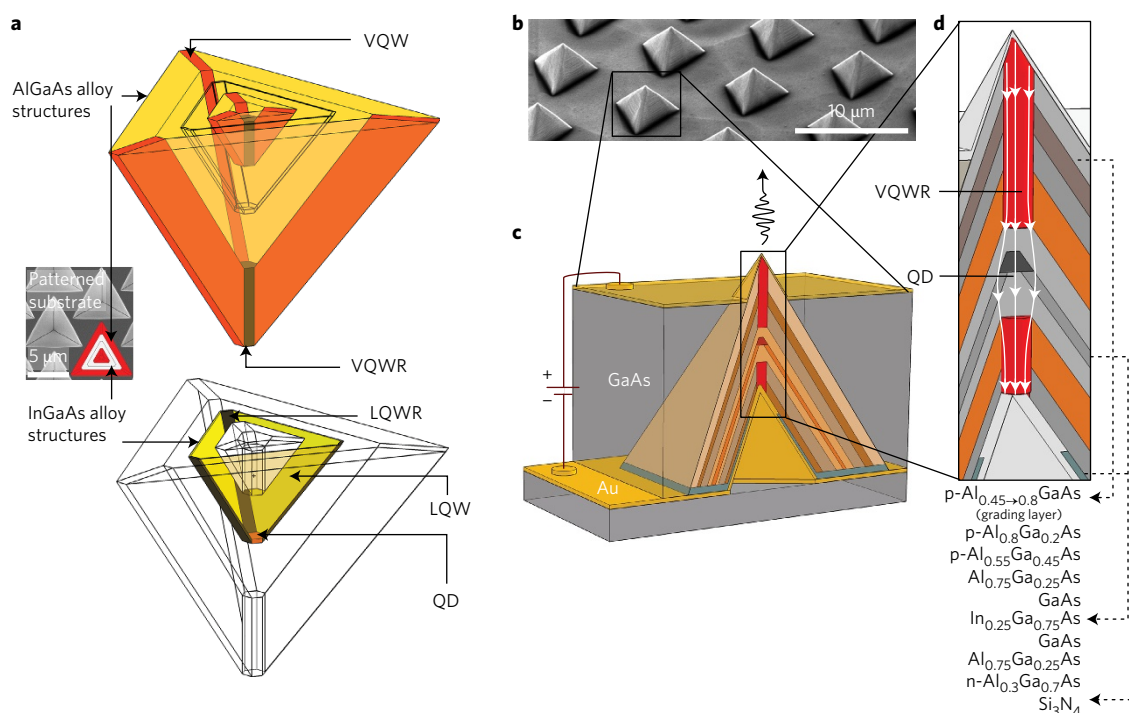 a
VQW
AlGaAs alloy
structures
Patterned
substrate
5 μm
VQWR
InGaAs alloy
structures
LQWR
LQW
QD
b
10 μm
c
+
−
GaAs
Au
d
VQWR
QD
p-Al0.45→0.8GaAs
(grading layer)
p-Al0.8Ga0.2As
p-Al0.55Ga0.45As
Al0.75Ga0.25As
GaAs
In0.25Ga0.75As
GaAs
Al0.75Ga0.25As
n-Al0.3Ga0.7As
Si3N4